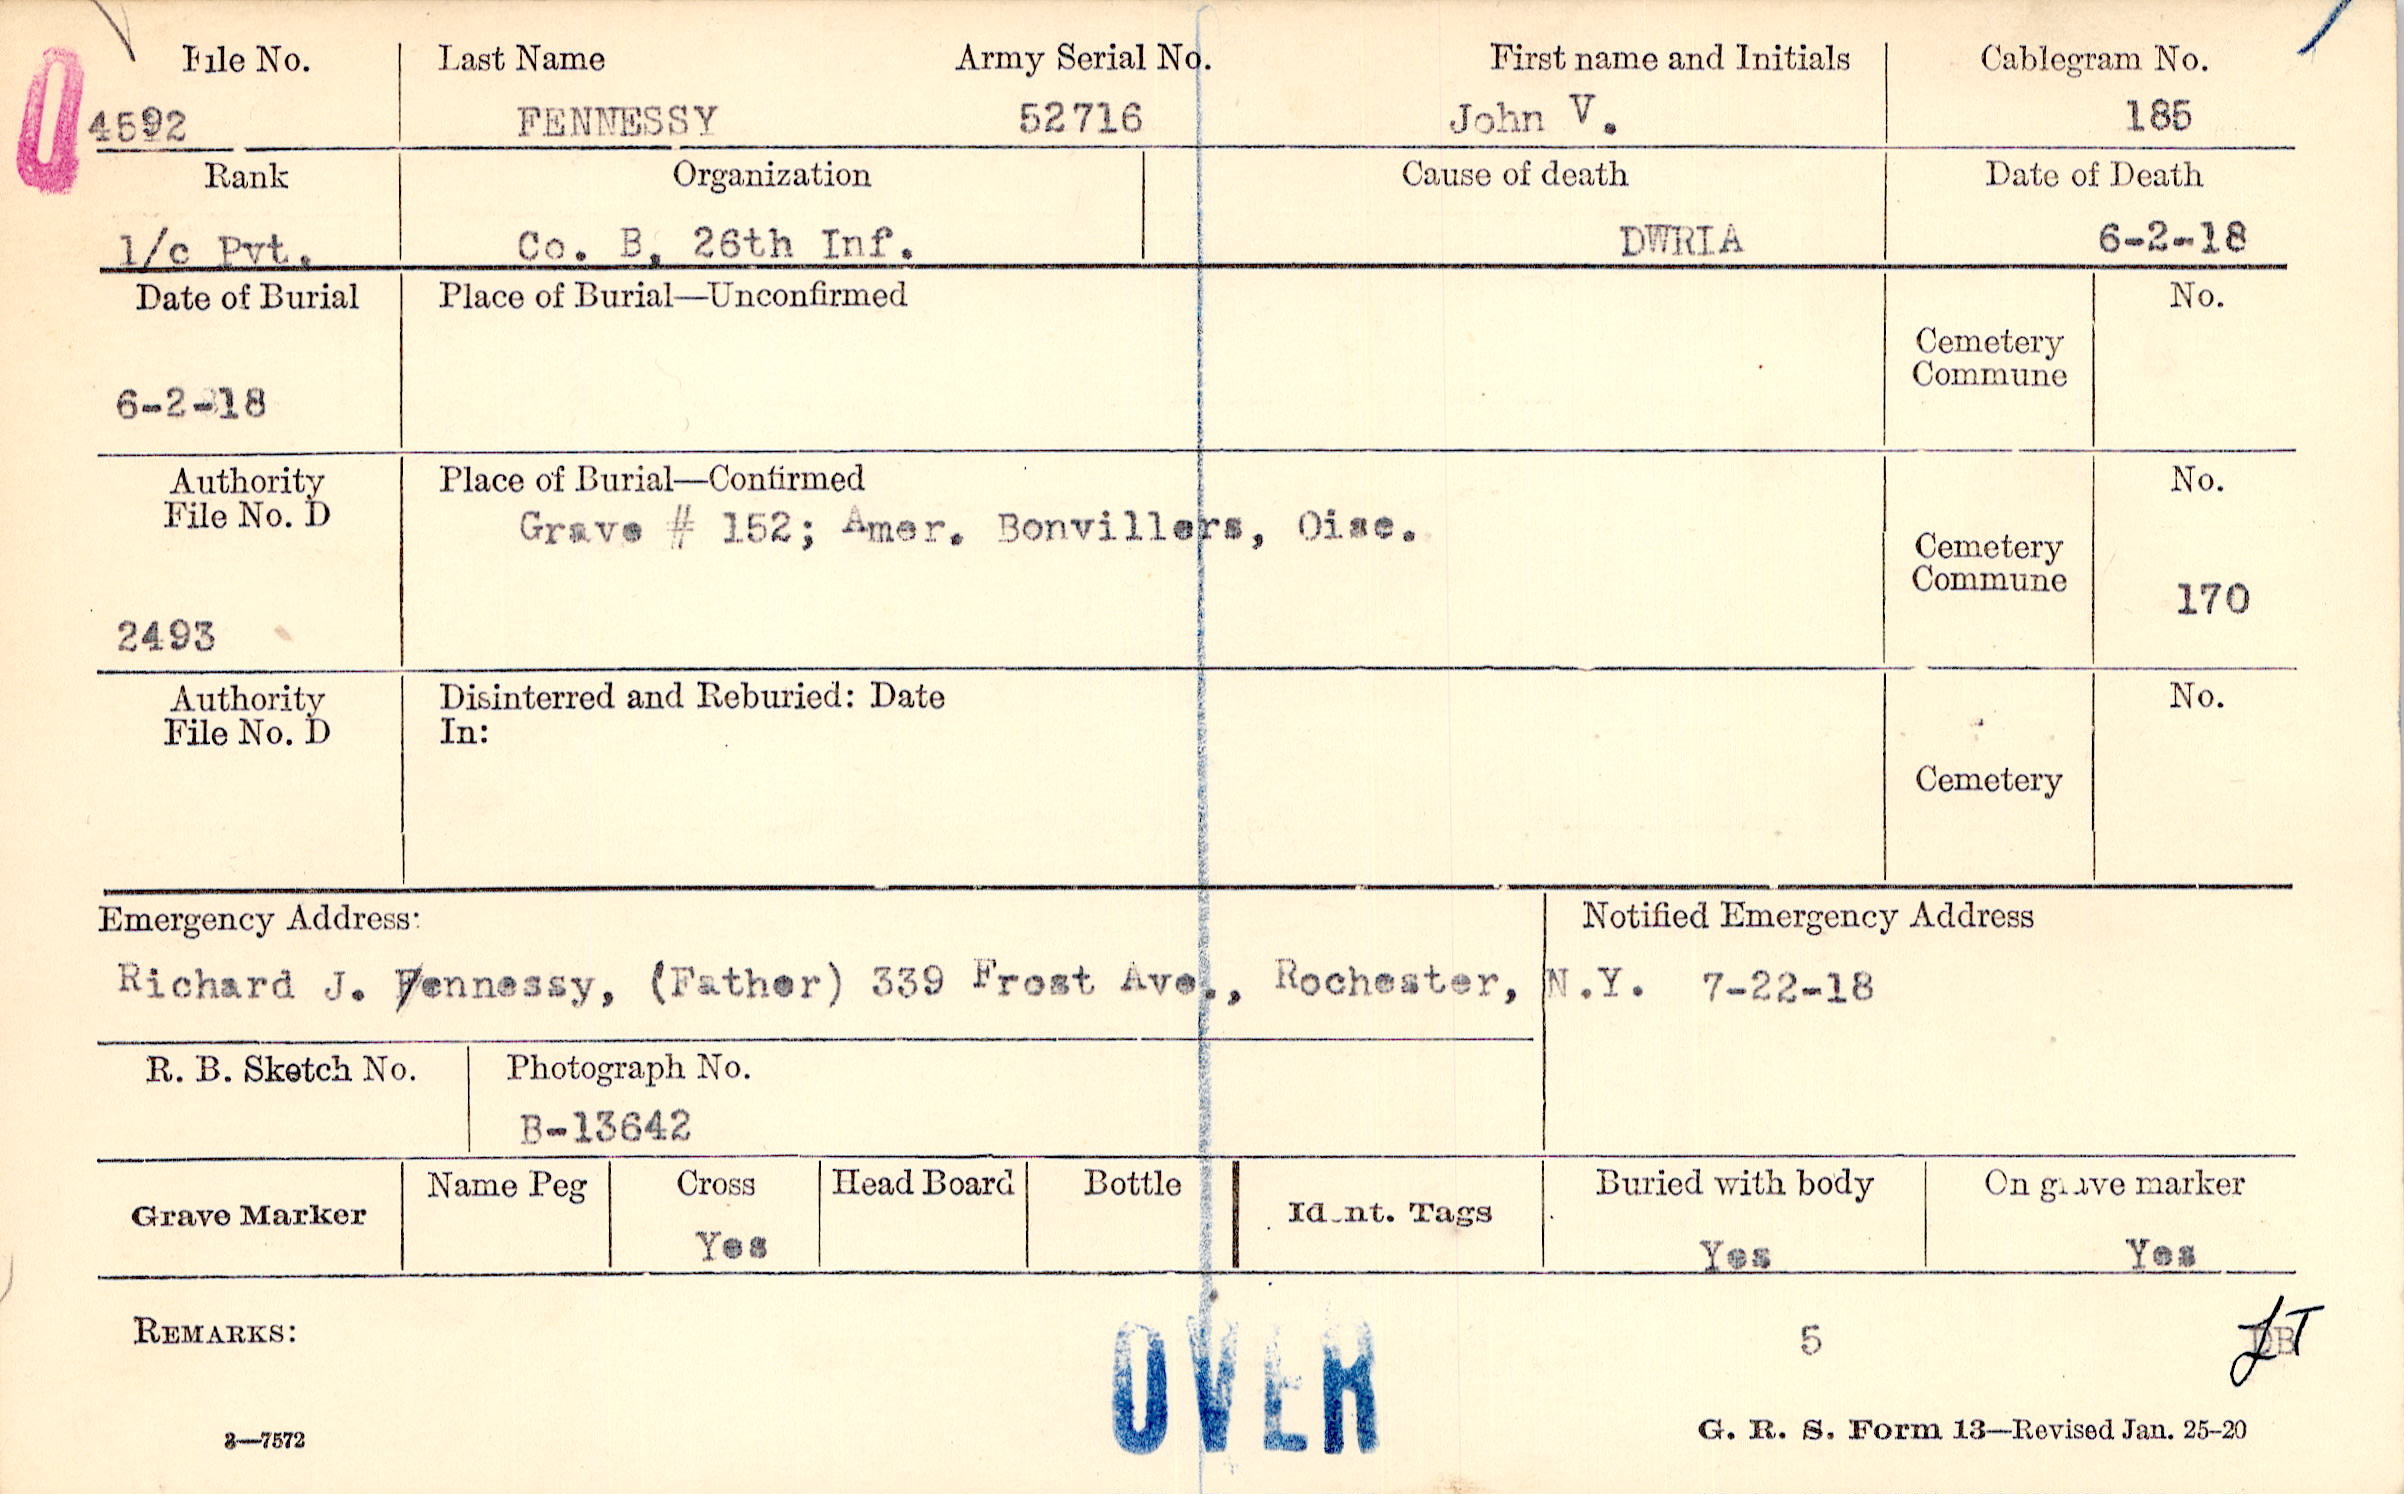 O
File No. Last Name Army Serial No. First name and Initials Cablegram No.
4592 FENNESSY 52716 John V. 185
Rank Organization Cause of death Date of Death
1/c Pvt. Co. B, 26th Inf. DWRIA 6-2-18
Date of Burial Place of Burial—Unconfirmed No.
Cemetery
Commune
6-2-18
Authority Place of Burial—Confirmed No.
File No. D
Grave # 152; Amer. Bonvillers, Oise.
Cemetery
Commune 170
2493
Authority Disinterred and Reburied: Date No.
File No. D In:
Cemetery
Emergency Address: Notified Emergency Address
Richard J. Fennessy, (Father) 339 Frost Ave., Rochester, N.Y. 7-22-18
R. B. Sketch No. Photograph No.
B-13642
Grave Marker Name Peg Cross Head Board Bottle Ident. Tags Buried with body On grave marker
Yes Yes Yes
REMARKS: 5 DB
OVER
3—7572 G. R. S. Form 13—Revised Jan. 25-20